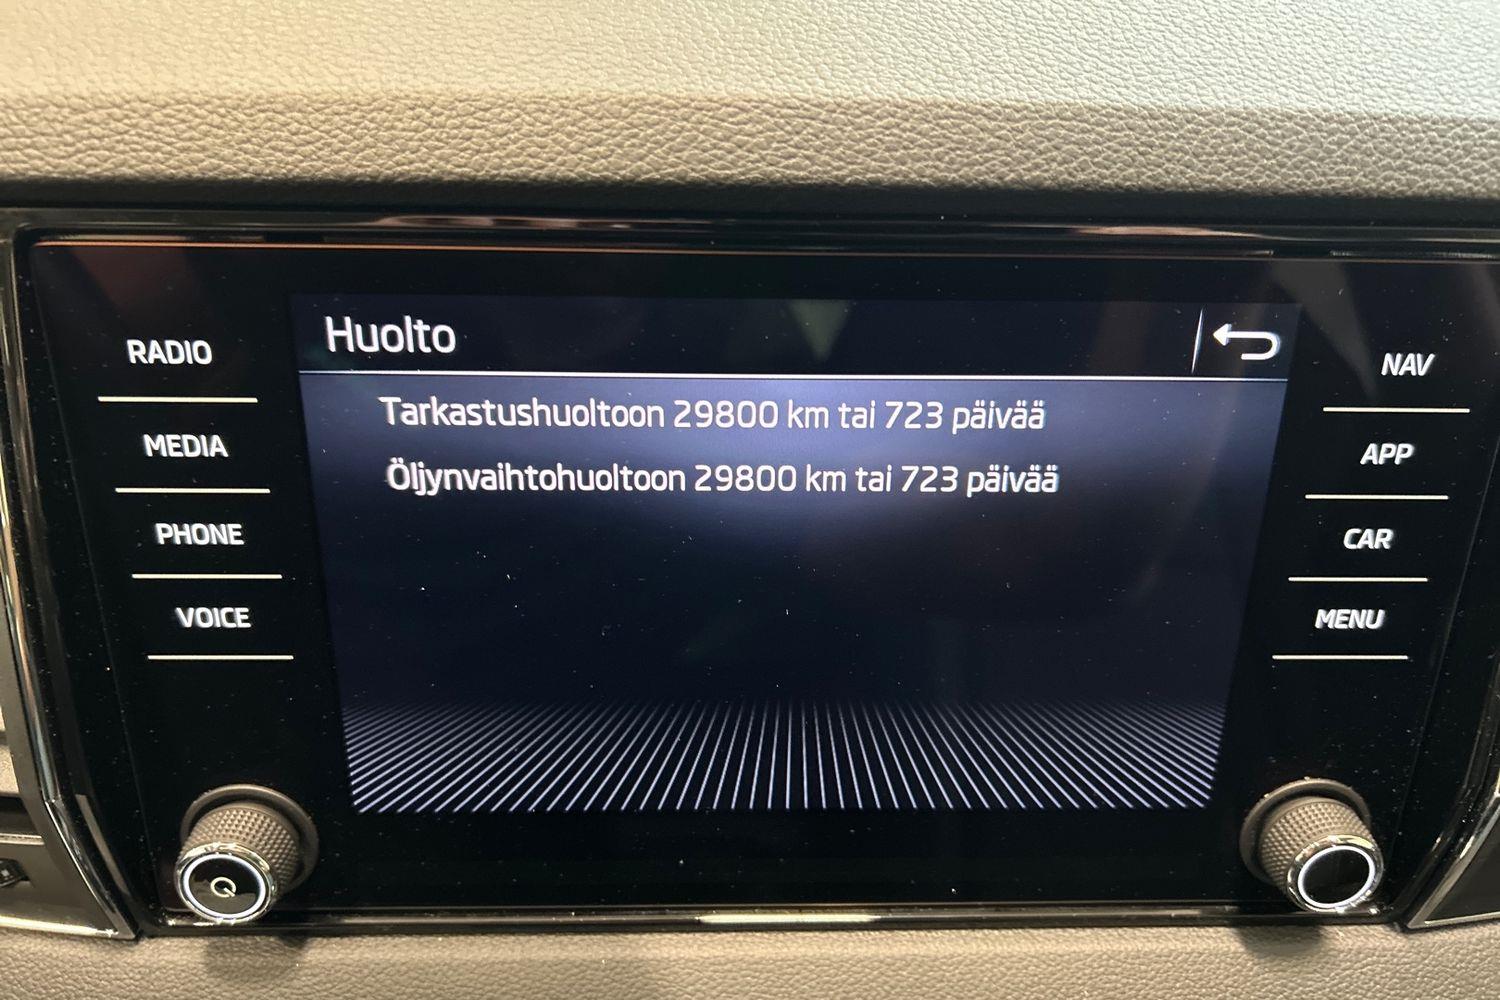 Huolto
Tarkastushuoltoon 29800 km tai 723 päivää
Öljynvaihtohuoltoon 29800 km tai 723 päivää
RADIO
MEDIA
PHONE
VOICE
NAV
APP
CAR
MENU